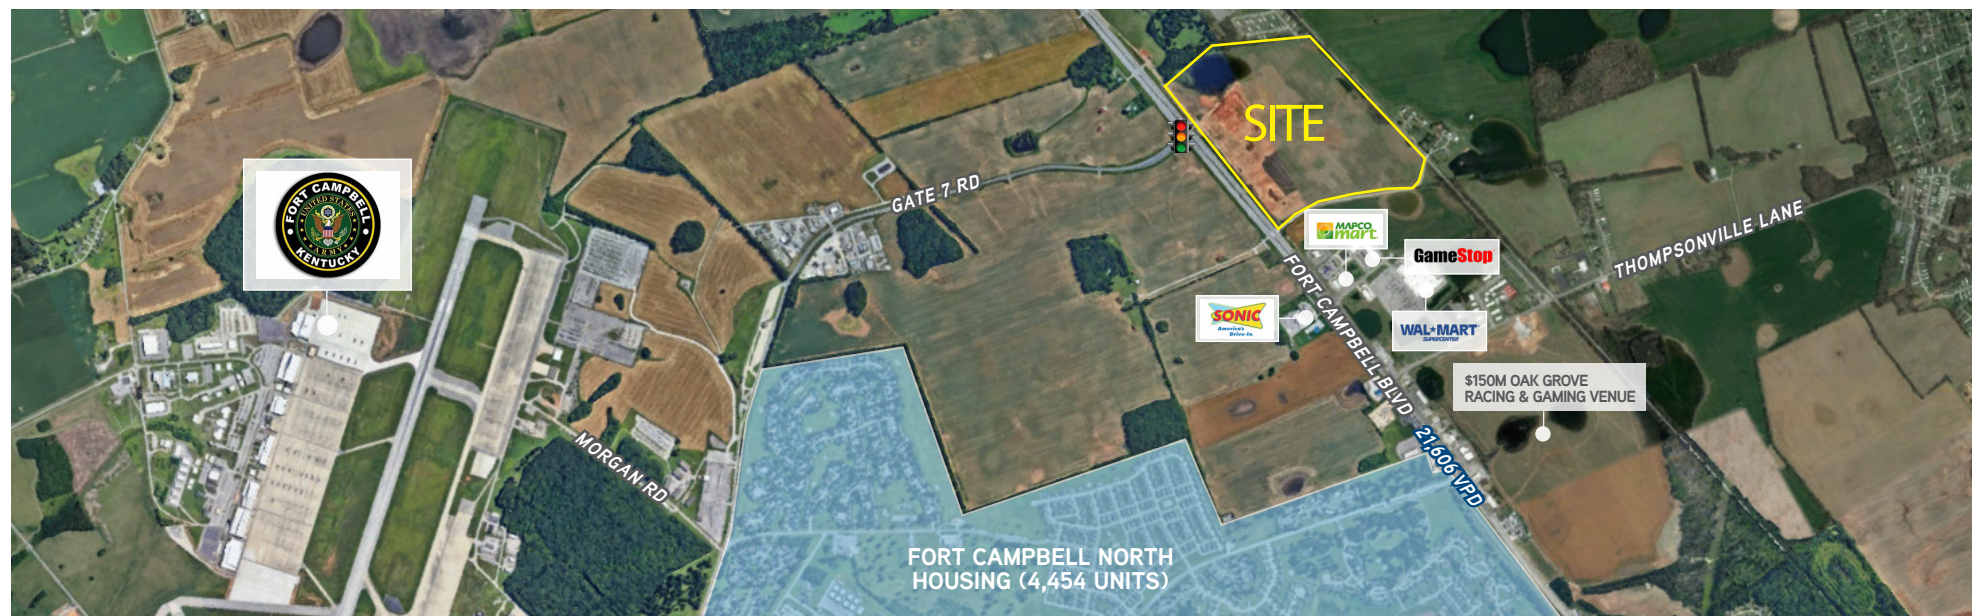 SITE
FORT CAMPBELL
UNITED STATES
ARMY
KENTUCKY
GATE 7 RD
MAPCO
mart
GameStop
THOMPSONVILLE LANE
FORT CAMPBELL BLVD
SONIC
America's
Drive-In
WAL★MART
SUPERCENTER
$150M OAK GROVE
RACING & GAMING VENUE
21,606 VPD
MORGAN RD
FORT CAMPBELL NORTH
HOUSING (4,454 UNITS)